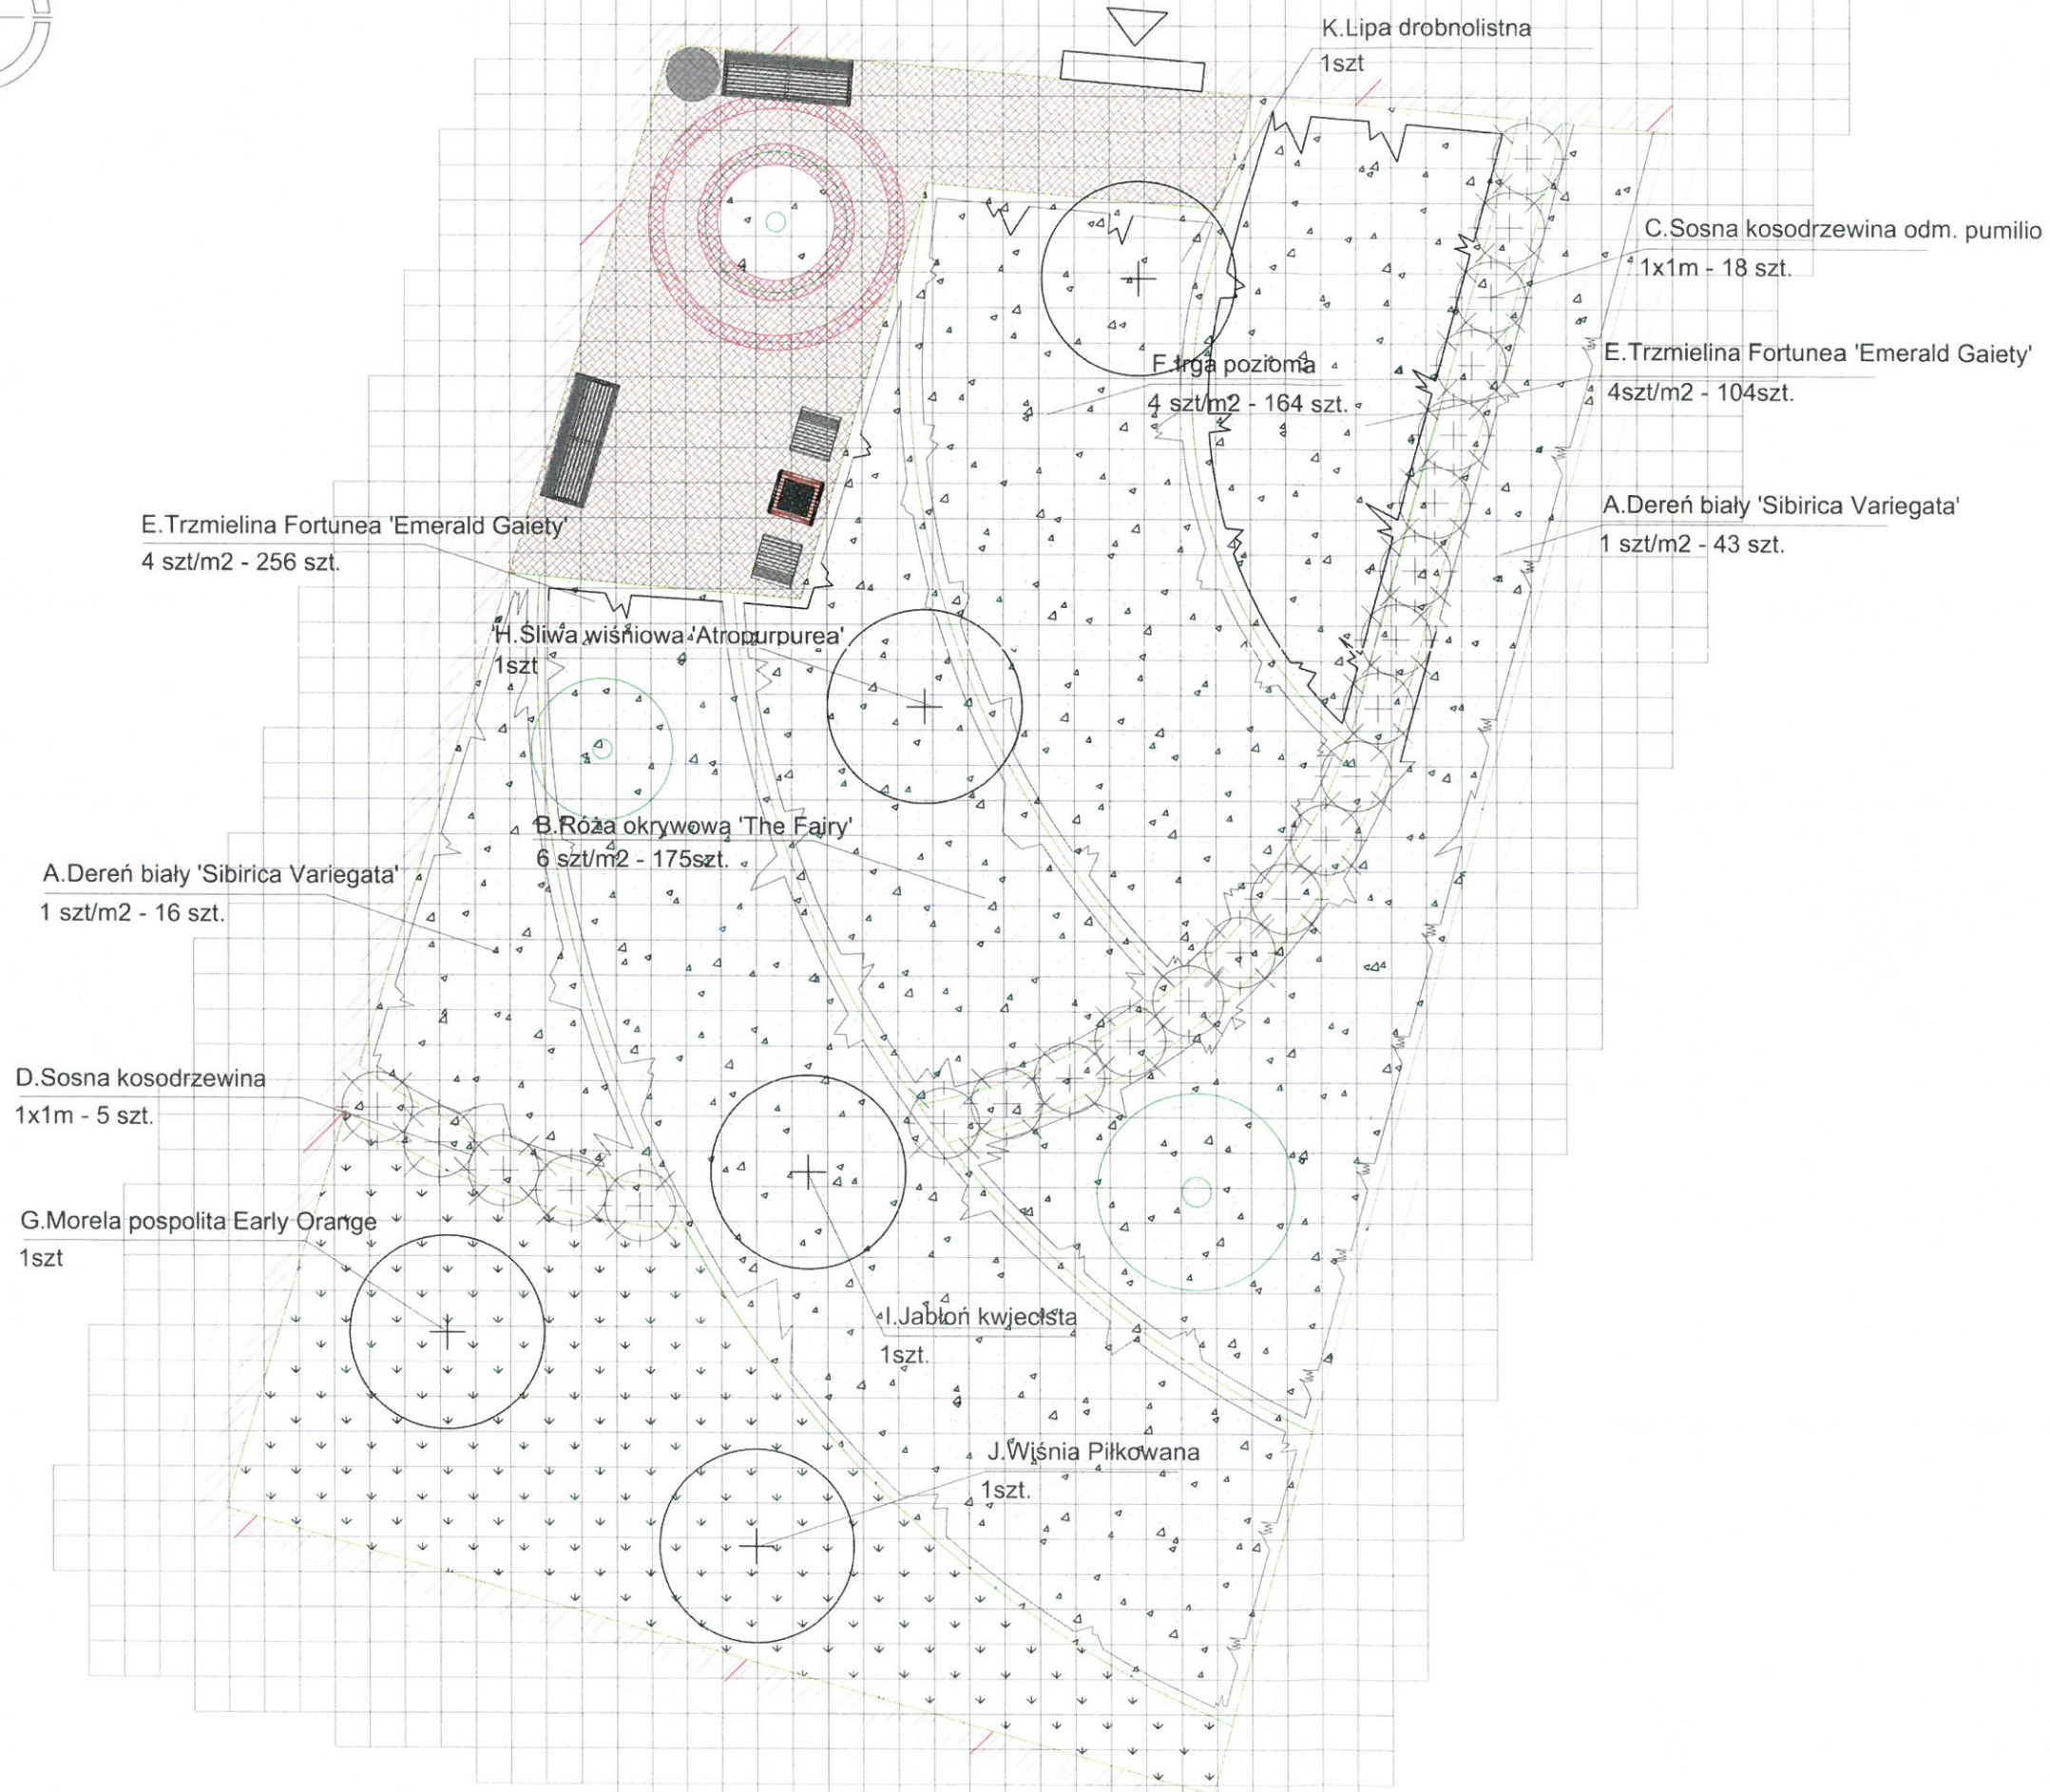 K.Lipa drobnolistna
1szt
C.Sosna kosodrzewina odm. pumilio
1x1m - 18 szt.
E.Trzmielina Fortunea 'Emerald Gaiety'
4szt/m2 - 104szt.
F.Irga pozioma
4 szt/m2 - 164 szt.
A.Dereń biały 'Sibirica Variegata'
1 szt/m2 - 43 szt.
E.Trzmielina Fortunea 'Emerald Gaiety'
4 szt/m2 - 256 szt.
H.Śliwa wiśniowa 'Atropurpurea'
1szt
B.Róża okrywowa 'The Fairy'
6 szt/m2 - 175szt.
A.Dereń biały 'Sibirica Variegata'
1 szt/m2 - 16 szt.
D.Sosna kosodrzewina
1x1m - 5 szt.
G.Morela pospolita Early Orange
1szt
I.Jabłoń kwiecista
1szt.
J.Wiśnia Piłkowana
1szt.